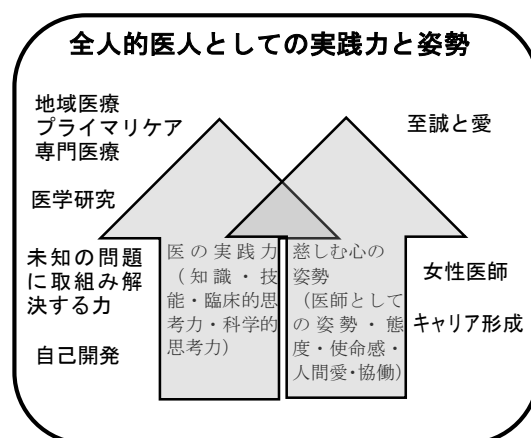 全人的医人としての実践力と姿勢
地域医療
プライマリケア
専門医療
医学研究
未知の問題
に取組み解
決する力
自己開発
医の実践力
（知識・技
能・臨床的思
考力・科学的
思考力）
慈しむ心の
姿勢
（医師として
の姿勢・態
度・使命感・
人間愛・協働）
至誠と愛
女性医師
キャリア形成